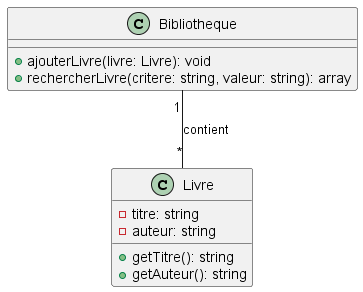 C Bibliotheque
ajouterLivre(livre: Livre): void
rechercherLivre(critere: string, valeur: string): array
1
contient
*
C Livre
titre: string
auteur: string
getTitre(): string
getAuteur(): string